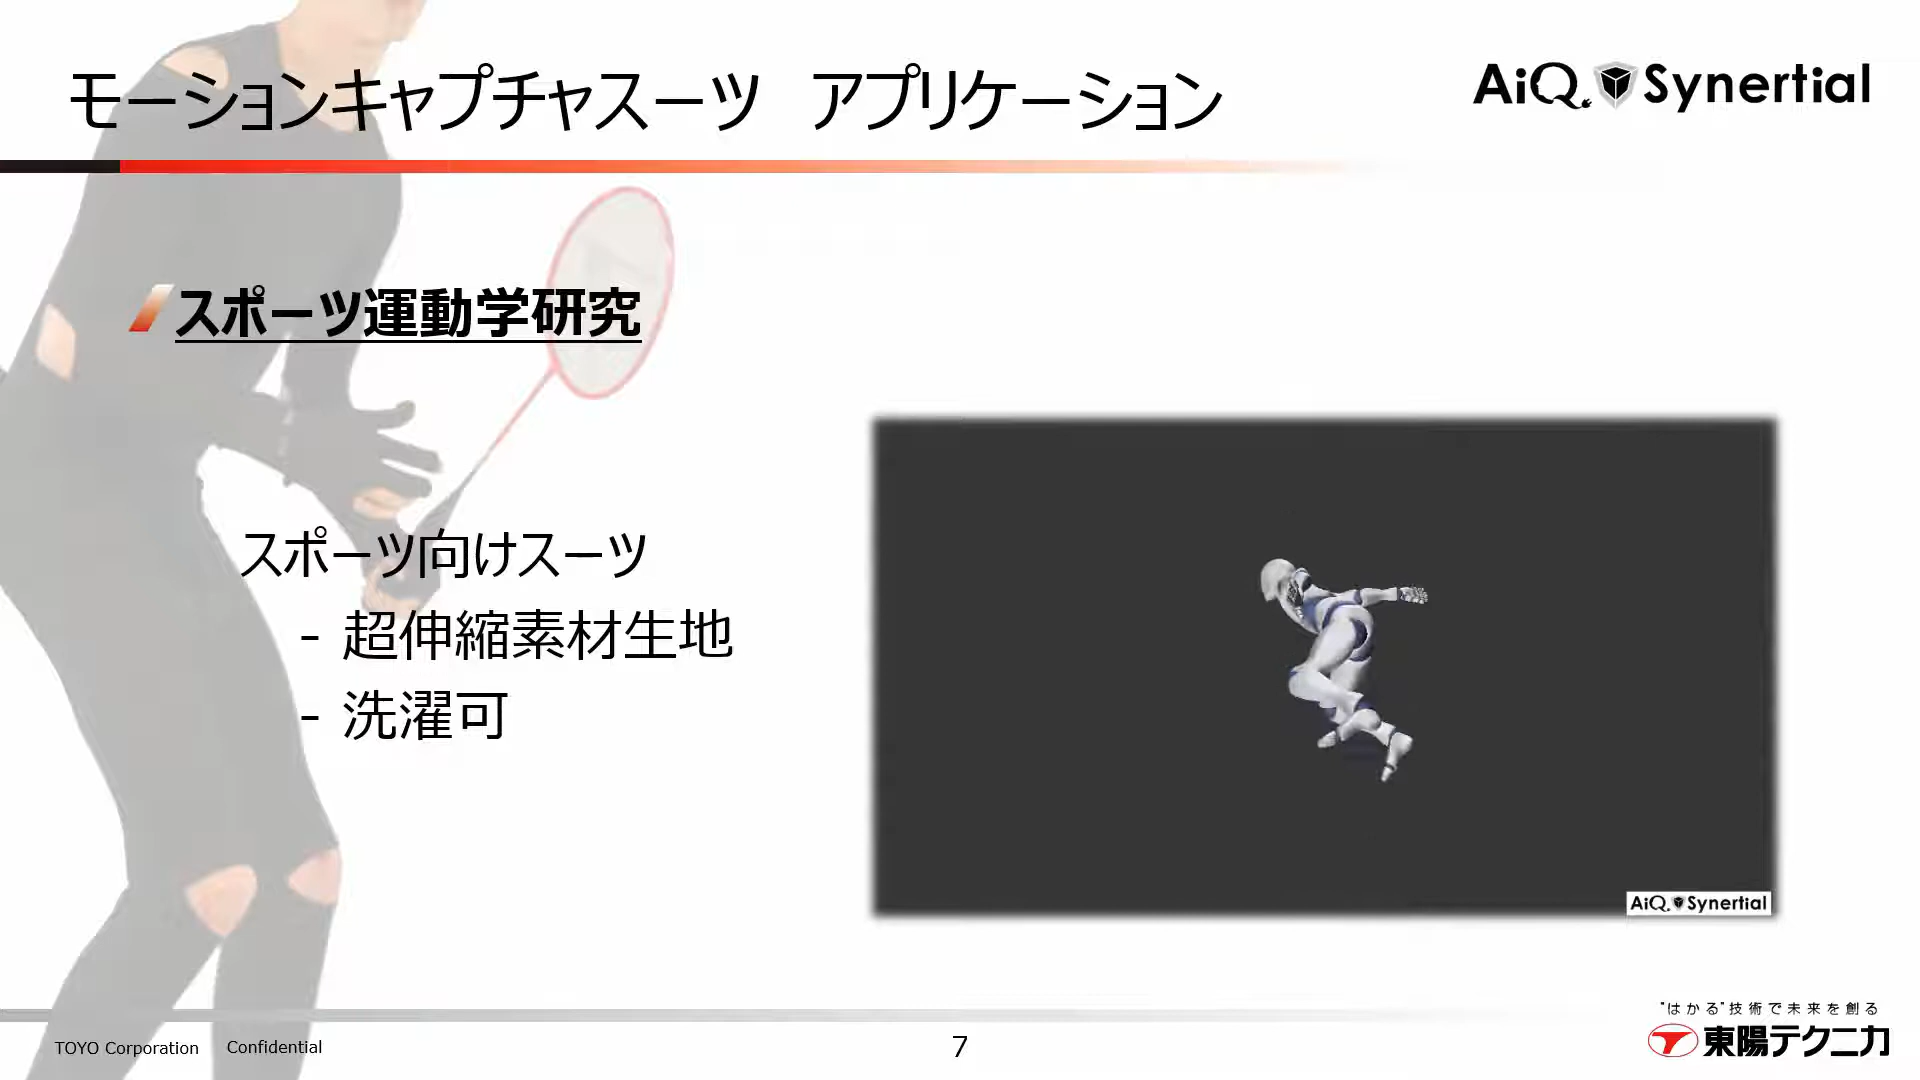 モーションキャプチャスーツ　アプリケーション
AiQ. Synertial
スポーツ運動学研究
スポーツ向けスーツ
- 超伸縮素材生地
- 洗濯可
AiQ. Synertial
"はかる"技術で未来を創る
東陽テクニカ
TOYO Corporation Confidential
7